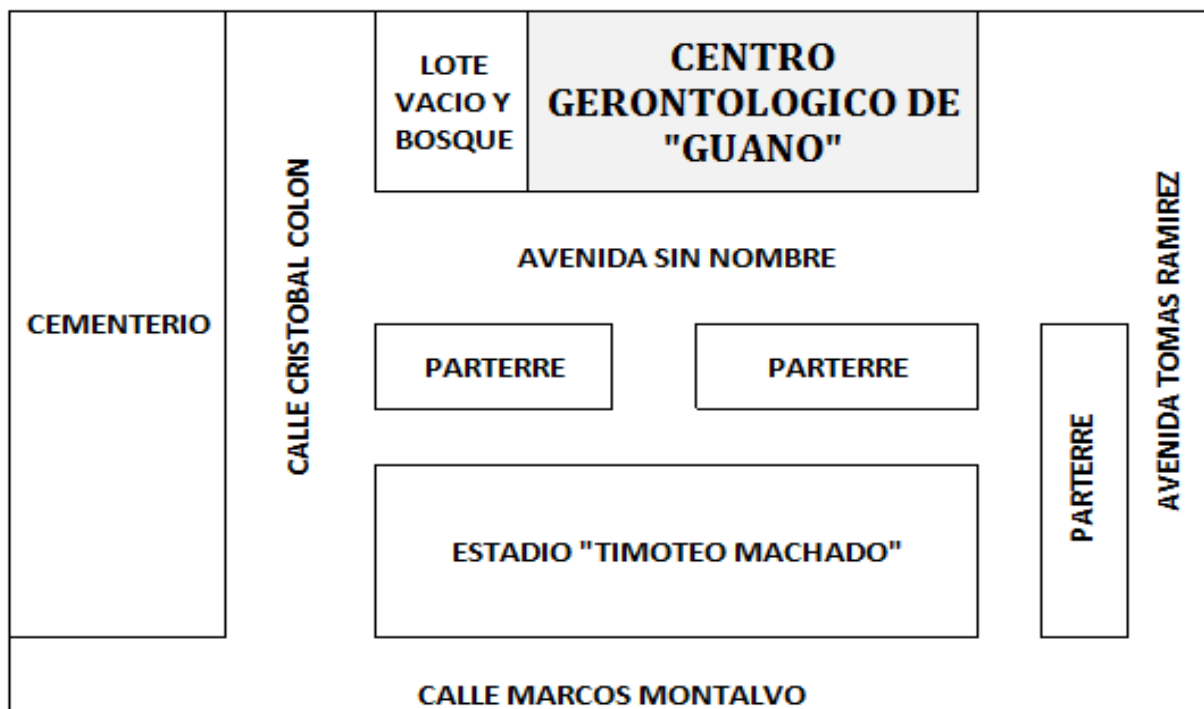 LOTE
VACIO Y
BOSQUE
CENTRO
GERONTOLOGICO DE
"GUANO"
CALLE CRISTOBAL COLON
AVENIDA TOMAS RAMIREZ
AVENIDA SIN NOMBRE
CEMENTERIO
PARTERRE
PARTERRE
PARTERRE
ESTADIO "TIMOTEO MACHADO"
CALLE MARCOS MONTALVO